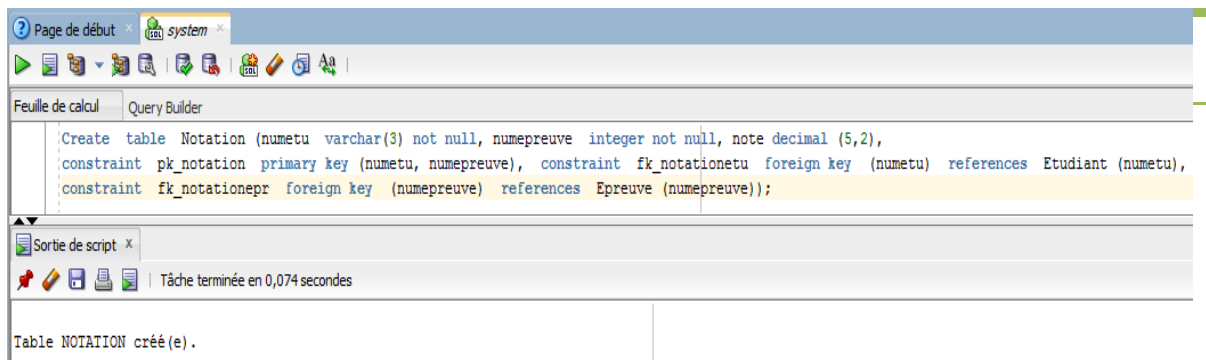 Page de début
system
Feuille de calcul Query Builder
Create table Notation (numetu varchar(3) not null, numepreuve integer not null, note decimal (5,2),
constraint pk_notation primary key (numetu, numepreuve), constraint fk_notationetu foreign key (numetu) references Etudiant (numetu),
constraint fk_notationepr foreign key (numepreuve) references Epreuve (numepreuve));
Sortie de script x
Tâche terminée en 0,074 secondes
Table NOTATION créé(e).